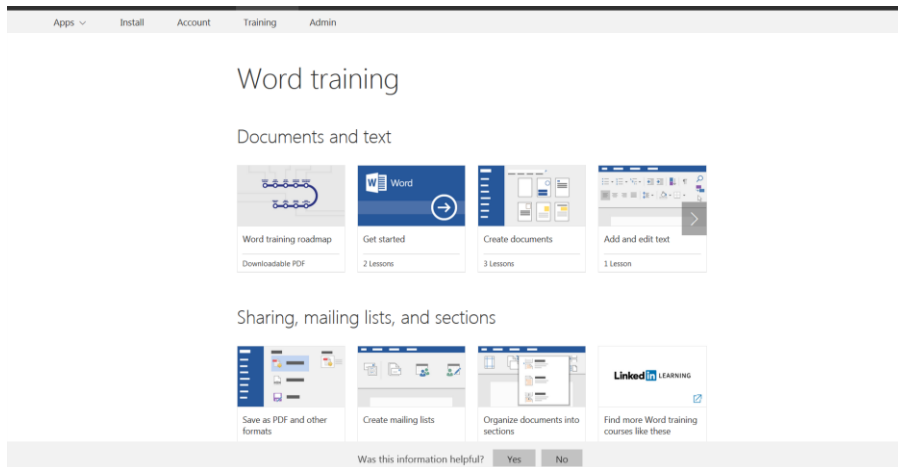 Apps Install Account Training Admin
Word training
Documents and text
Word
Word training roadmap
Downloadable PDF
Get started
2 Lessons
Create documents
3 Lessons
Add and edit text
1 Lesson
Sharing, mailing lists, and sections
Save as PDF and other
formats
Create mailing lists
Organize documents into
sections
Linked in LEARNING
Find more Word training
courses like these
Was this information helpful? Yes No